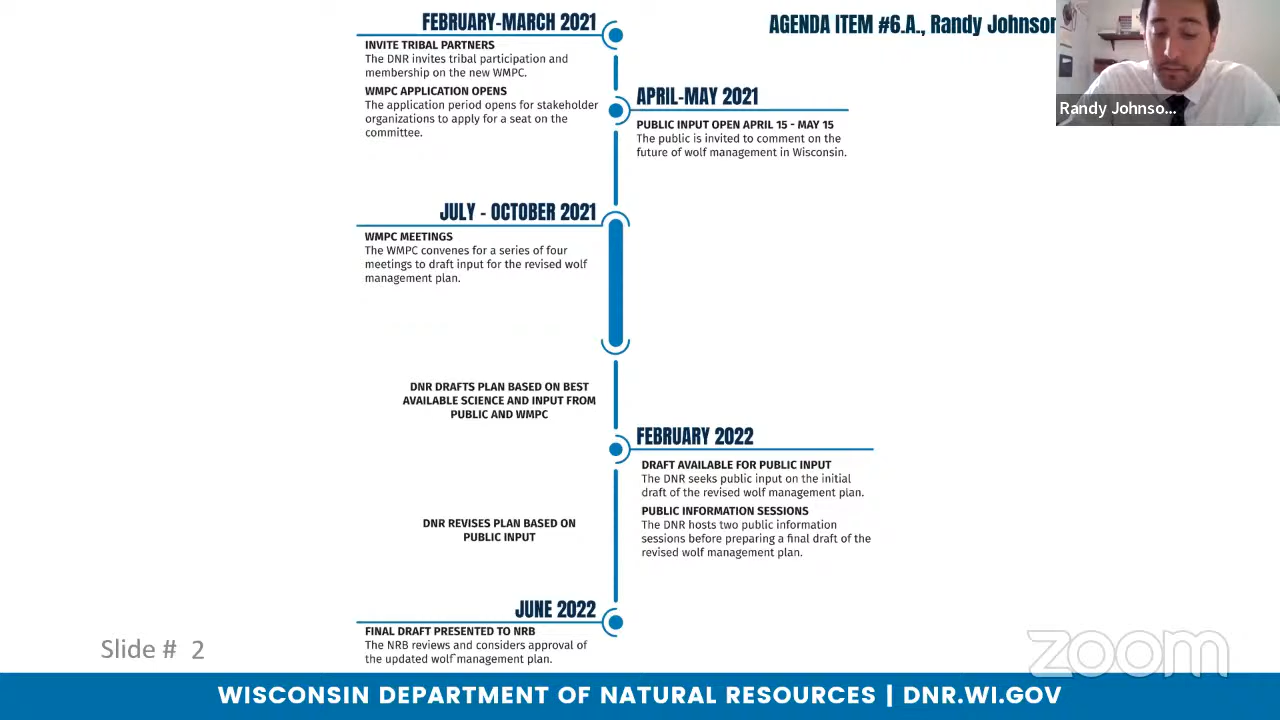 FEBRUARY-MARCH 2021
INVITE TRIBAL PARTNERS
The DNR invites tribal participation and
membership on the new WMPC.
WMPC APPLICATION OPENS
The application period opens for stakeholder
organizations to apply for a seat on the
committee.
AGENDA ITEM #6.A., Randy Johnson
Randy Johnso...
APRIL-MAY 2021
PUBLIC INPUT OPEN APRIL 15 - MAY 15
The public is invited to comment on the
future of wolf management in Wisconsin.
JULY - OCTOBER 2021
WMPC MEETINGS
The WMPC convenes for a series of four
meetings to draft input for the revised wolf
management plan.
DNR DRAFTS PLAN BASED ON BEST
AVAILABLE SCIENCE AND INPUT FROM
PUBLIC AND WMPC
FEBRUARY 2022
DRAFT AVAILABLE FOR PUBLIC INPUT
The DNR seeks public input on the initial
draft of the revised wolf management plan.
PUBLIC INFORMATION SESSIONS
The DNR hosts two public information
sessions before preparing a final draft of the
revised wolf management plan.
DNR REVISES PLAN BASED ON
PUBLIC INPUT
JUNE 2022
FINAL DRAFT PRESENTED TO NRB
The NRB reviews and considers approval of
the updated wolf management plan.
Slide # 2
zoom
WISCONSIN DEPARTMENT OF NATURAL RESOURCES | DNR.WI.GOV